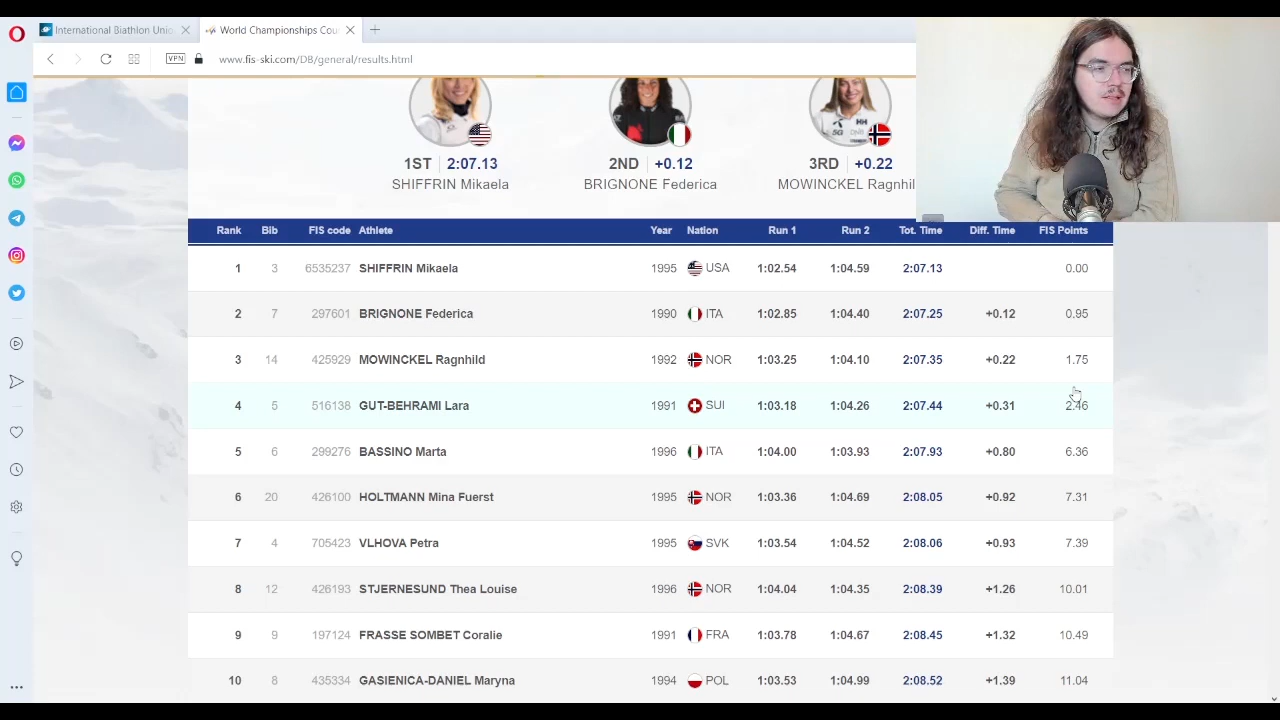 International Biathlon Unio
World Championships Cou
VPN
www.fis-ski.com/DB/general/results.html
1ST 2:07.13
2ND +0.12
3RD +0.22
SHIFFRIN Mikaela
BRIGNONE Federica
MOWINCKEL Ragnhil
Rank Bib FIS code Athlete Year Nation Run 1 Run 2 Tot. Time Diff. Time FIS Points
1 3 6535237 SHIFFRIN Mikaela 1995 USA 1:02.54 1:04.59 2:07.13 0.00
2 7 297601 BRIGNONE Federica 1990 ITA 1:02.85 1:04.40 2:07.25 +0.12 0.95
3 14 425929 MOWINCKEL Ragnhild 1992 NOR 1:03.25 1:04.10 2:07.35 +0.22 1.75
4 5 516138 GUT-BEHRAMI Lara 1991 SUI 1:03.18 1:04.26 2:07.44 +0.31 2.46
5 6 299276 BASSINO Marta 1996 ITA 1:04.00 1:03.93 2:07.93 +0.80 6.36
6 20 426100 HOLTMANN Mina Fuerst 1995 NOR 1:03.36 1:04.69 2:08.05 +0.92 7.31
7 4 705423 VLHOVA Petra 1995 SVK 1:03.54 1:04.52 2:08.06 +0.93 7.39
8 12 426193 STJERNESUND Thea Louise 1996 NOR 1:04.04 1:04.35 2:08.39 +1.26 10.01
9 9 197124 FRASSE SOMBET Coralie 1991 FRA 1:03.78 1:04.67 2:08.45 +1.32 10.49
10 8 435334 GASIENICA-DANIEL Maryna 1994 POL 1:03.53 1:04.99 2:08.52 +1.39 11.04